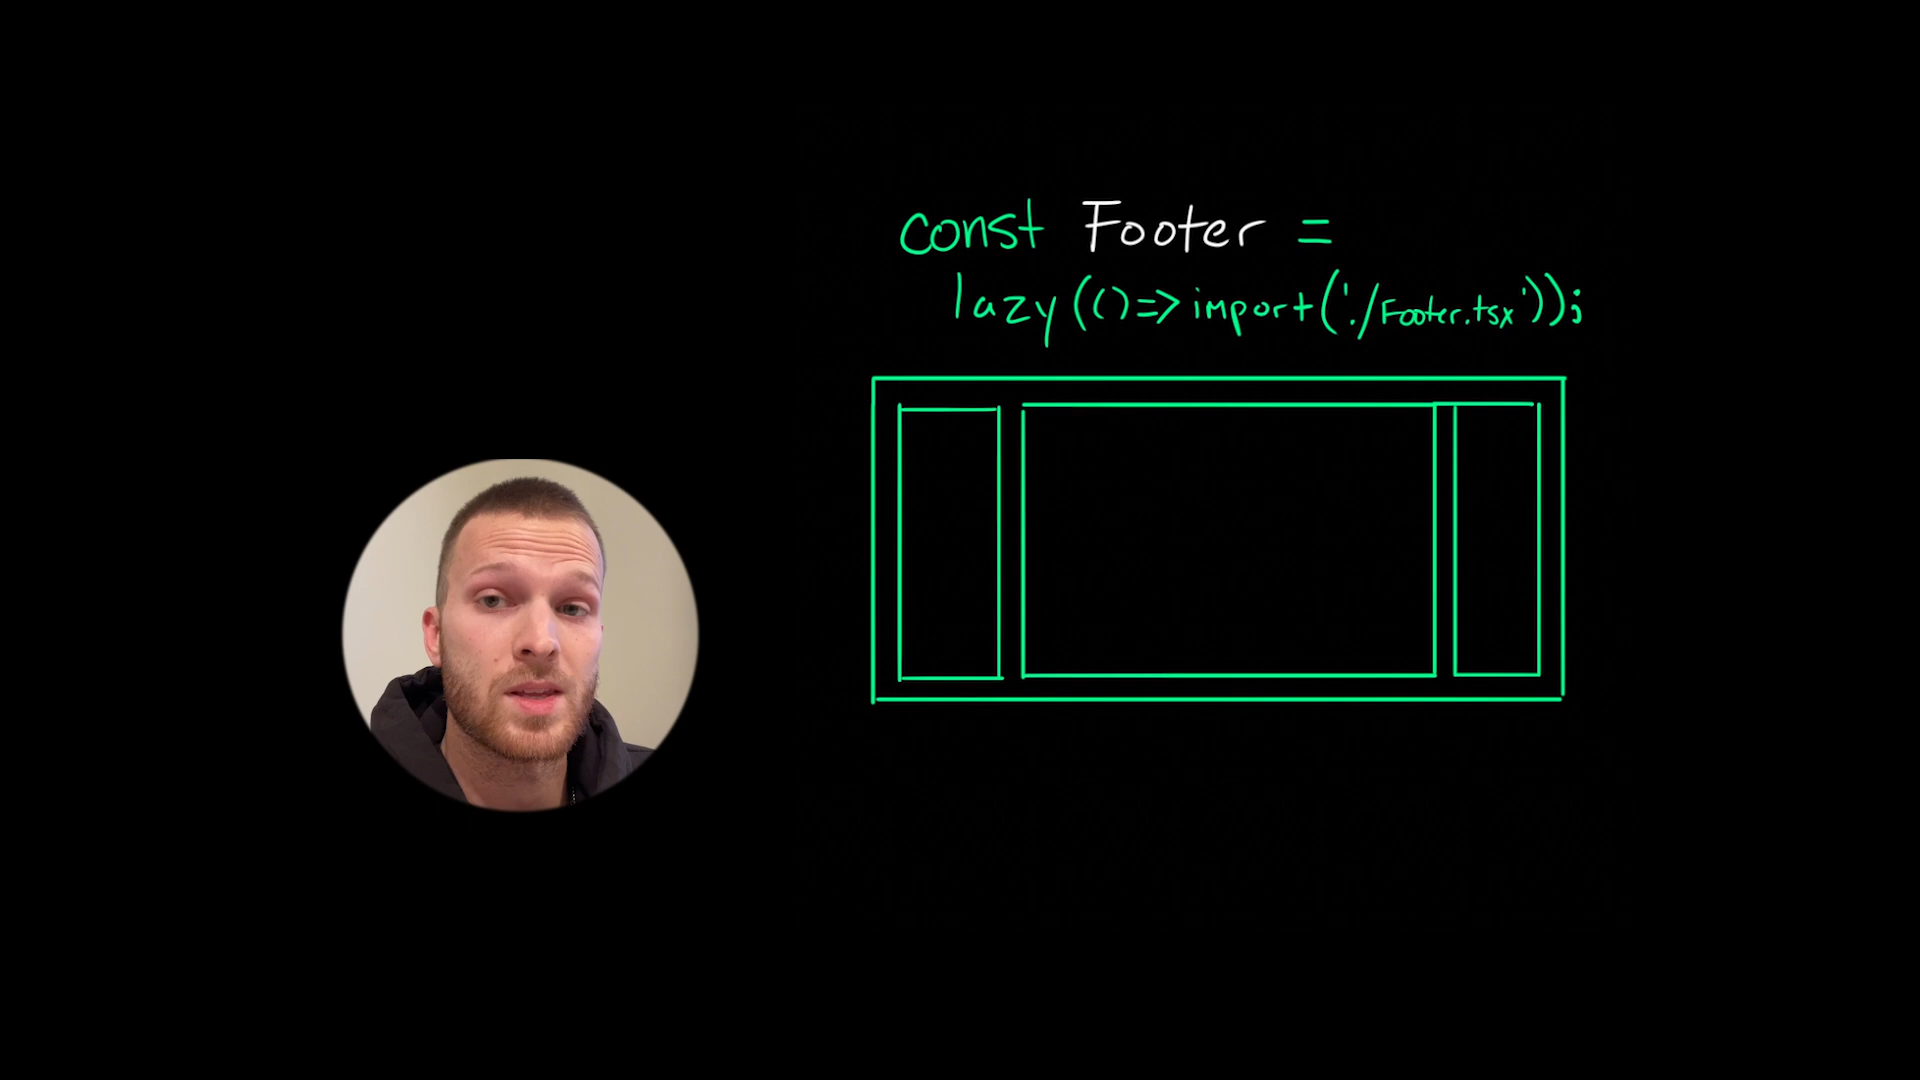 const Footer =
lazy(()=>import('./Footer.tsx'));